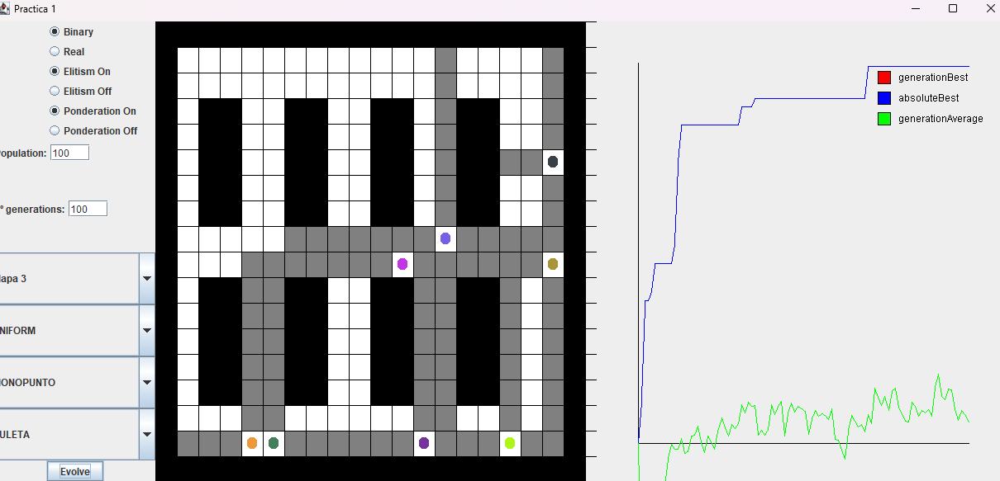 Practica 1
Binary
Real
Elitism On
Elitism Off
Ponderation On
Ponderation Off
opulation: 100
º generations: 100
apa 3
NIFORM
ONOPUNTO
ULETA
Evolve
generationBest
absoluteBest
generationAverage